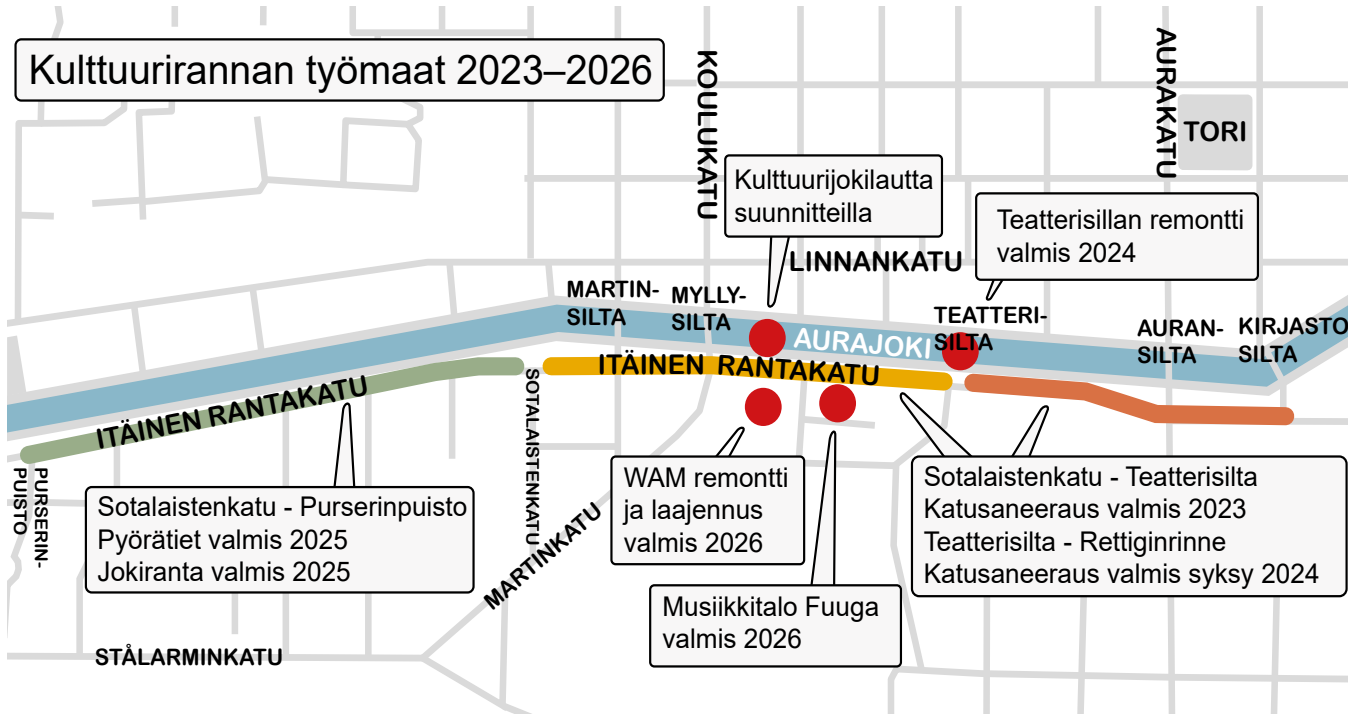 Kulttuurirannan työmaat 2023–2026
KOULUKATU
AURAKATU
TORI
Kulttuurijokilautta
suunnitteilla
Teatterisillan remontti
valmis 2024
LINNANKATU
MARTIN-
SILTA
MYLLY-
SILTA
TEATTERI-
SILTA
AURAN-
SILTA
KIRJASTO
SILTA
AURAJOKI
ITÄINEN RANTAKATU
ITÄINEN RANTAKATU
SOTALAISTENKATU
PURSERIN-
PUISTO
MARTINKATU
Sotalaistenkatu - Purserinpuisto
Pyörätiet valmis 2025
Jokiranta valmis 2025
WAM remontti
ja laajennus
valmis 2026
Sotalaistenkatu - Teatterisilta
Katusaneeraus valmis 2023
Teatterisilta - Rettiginrinne
Katusaneeraus valmis syksy 2024
Musiikkitalo Fuuga
valmis 2026
STÅLARMINKATU